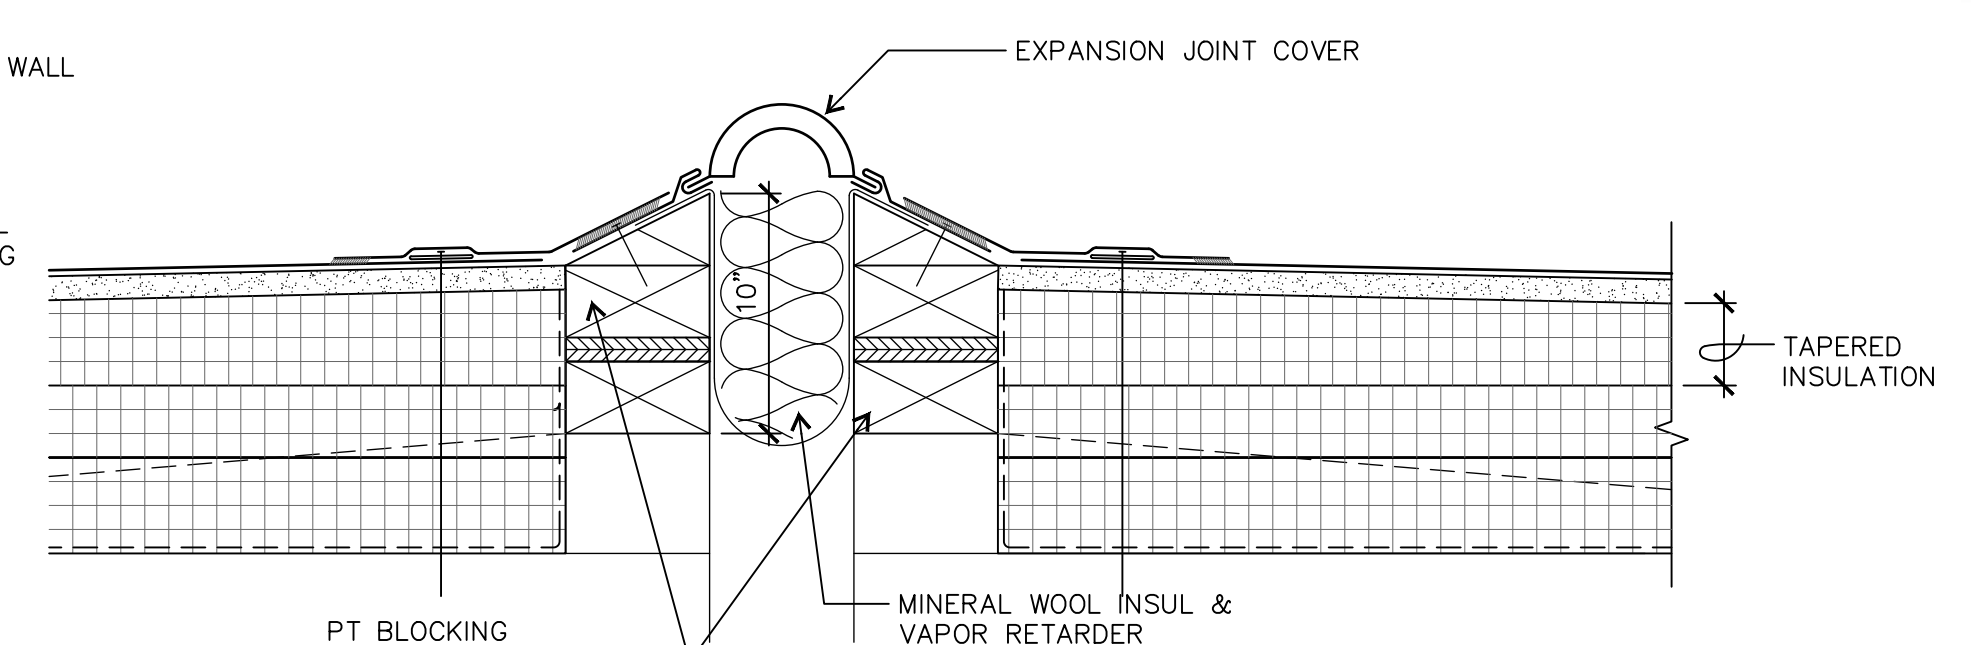 EXPANSION JOINT COVER
WALL
G
10"
TAPERED
INSULATION
MINERAL WOOL INSUL &
VAPOR RETARDER
PT BLOCKING